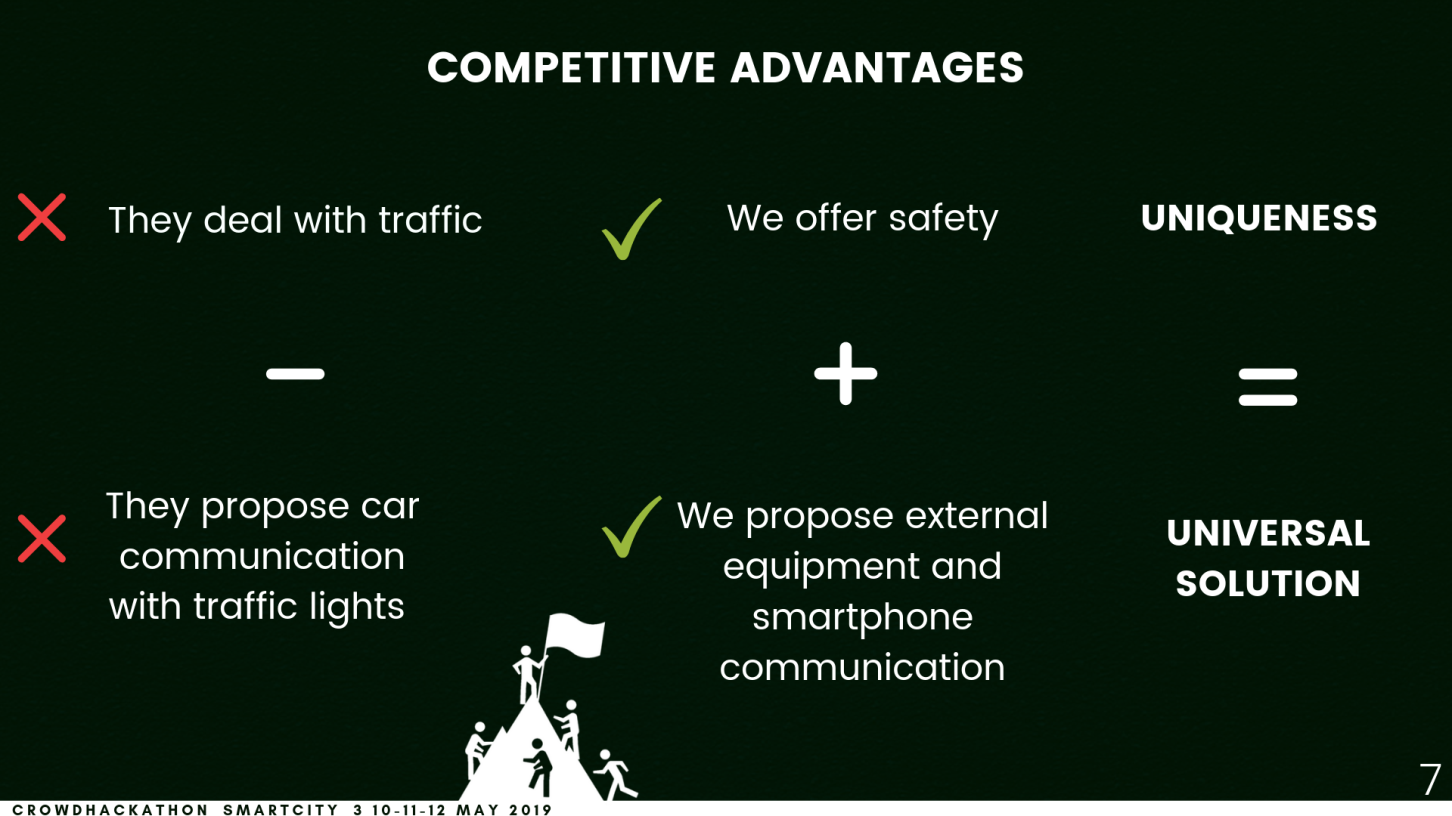 COMPETITIVE ADVANTAGES
They deal with traffic
We offer safety
UNIQUENESS
–
+
=
They propose car
communication
with traffic lights
We propose external
equipment and
smartphone
communication
UNIVERSAL
SOLUTION
7
CROWDHACKATHON SMARTCITY 3 10-11-12 MAY 2019